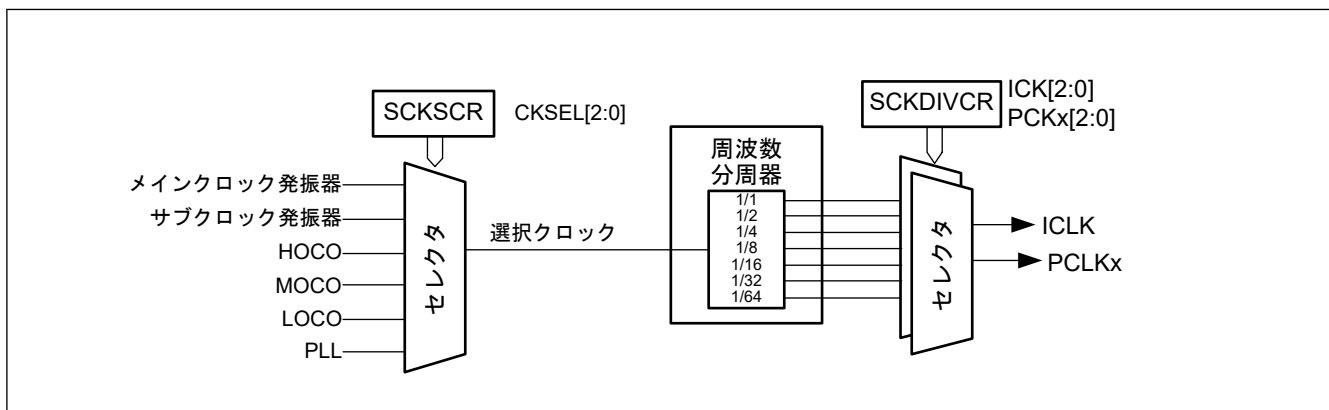 SCKSCR
CKSEL[2:0]
SCKDIVCR
ICK[2:0]
PCKx[2:0]
メインクロック発振器
サブクロック発振器
HOCO
MOCO
LOCO
PLL
セレクタ
選択クロック
周波数
分周器
1/1
1/2
1/4
1/8
1/16
1/32
1/64
セレクタ
ICLK
PCLKx